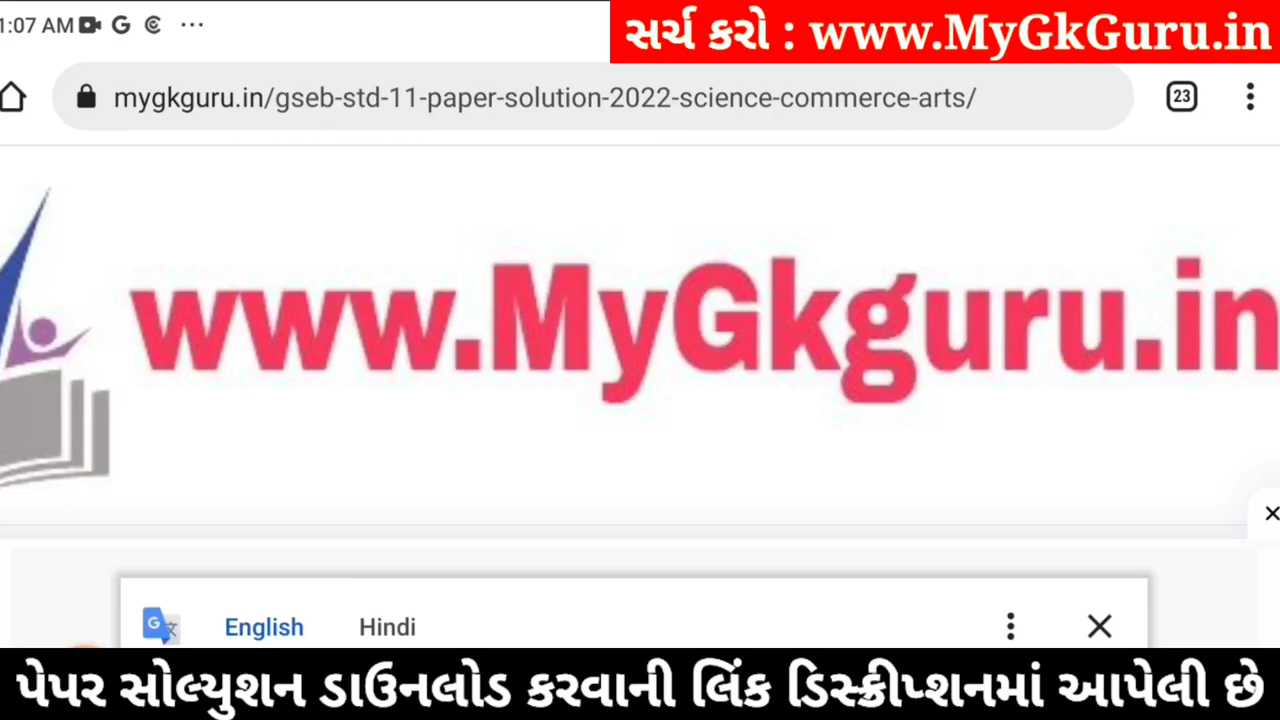 1:07 AM
સર્ચ કરો : www.MyGkGuru.in
mygkguru.in/gseb-std-11-paper-solution-2022-science-commerce-arts/
23
www.MyGkguru.in
English Hindi
પેપર સોલ્યુશન ડાઉનલોડ કરવાની લિંક ડિસ્ક્રીપ્શનમાં આપેલી છે